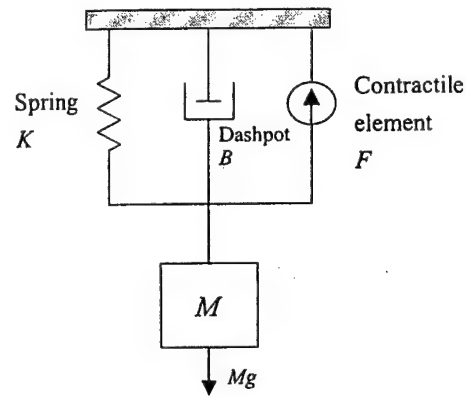 Spring
K
Dashpot
B
Contractile
element
F
M
Mg